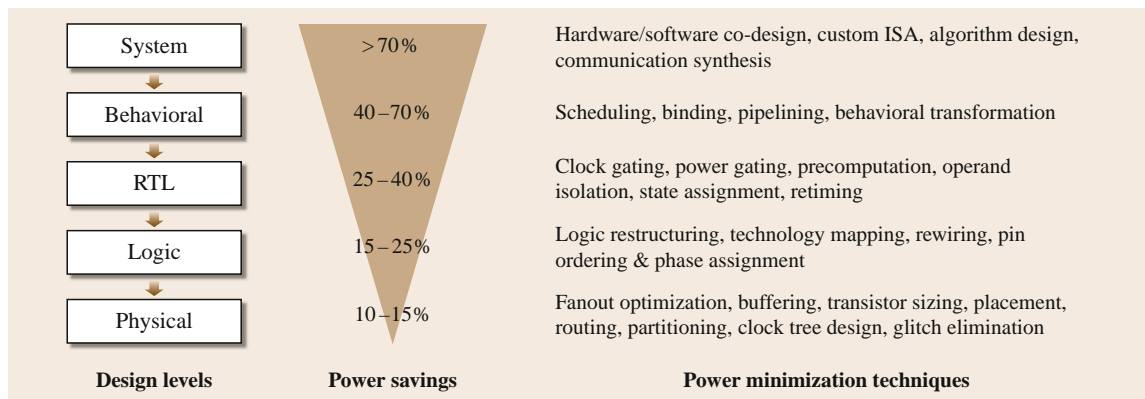 System
>70%
Hardware/software co-design, custom ISA, algorithm design,
communication synthesis
Behavioral
40–70%
Scheduling, binding, pipelining, behavioral transformation
RTL
25–40%
Clock gating, power gating, precomputation, operand
isolation, state assignment, retiming
Logic
15–25%
Logic restructuring, technology mapping, rewiring, pin
ordering & phase assignment
Physical
10–15%
Fanout optimization, buffering, transistor sizing, placement,
routing, partitioning, clock tree design, glitch elimination
Design levels
Power savings
Power minimization techniques